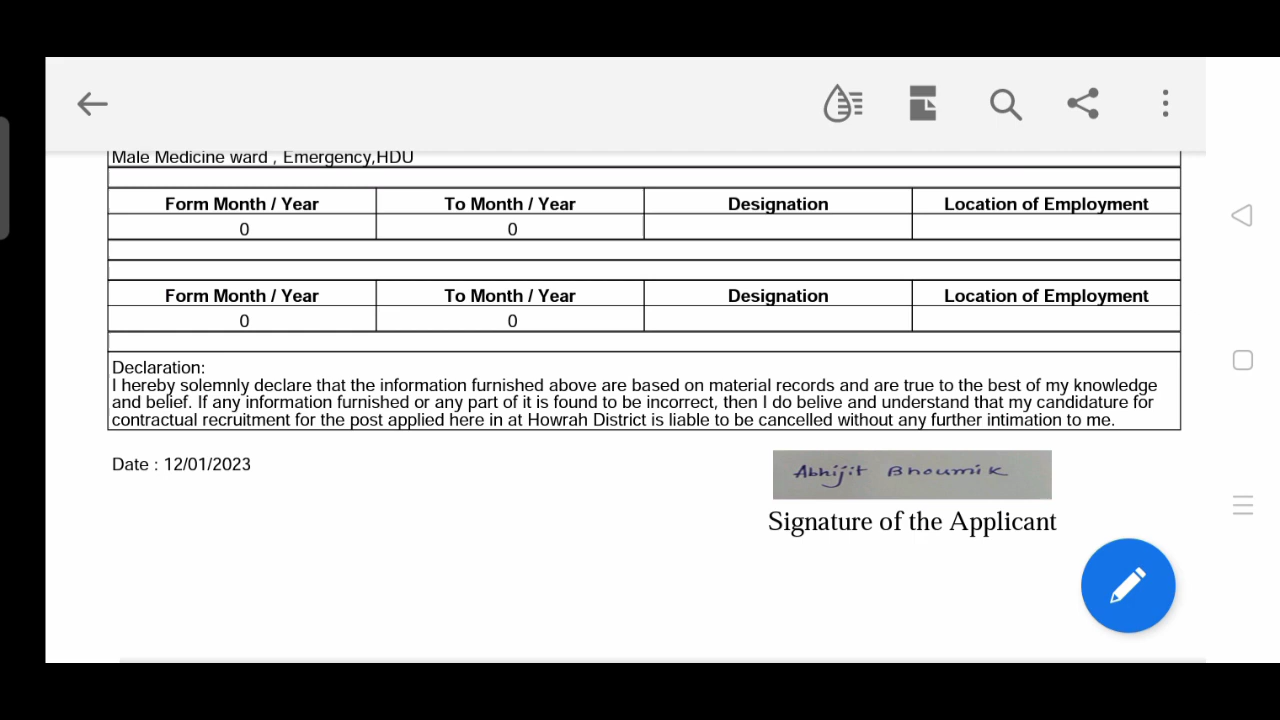 Male Medicine ward , Emergency,HDU
Form Month / Year To Month / Year Designation Location of Employment
0 0
Form Month / Year To Month / Year Designation Location of Employment
0 0
Declaration:
I hereby solemnly declare that the information furnished above are based on material records and are true to the best of my knowledge
and belief. If any information furnished or any part of it is found to be incorrect, then I do belive and understand that my candidature for
contractual recruitment for the post applied here in at Howrah District is liable to be cancelled without any further intimation to me.
Date : 12/01/2023
Abhijit Bhoumik
Signature of the Applicant